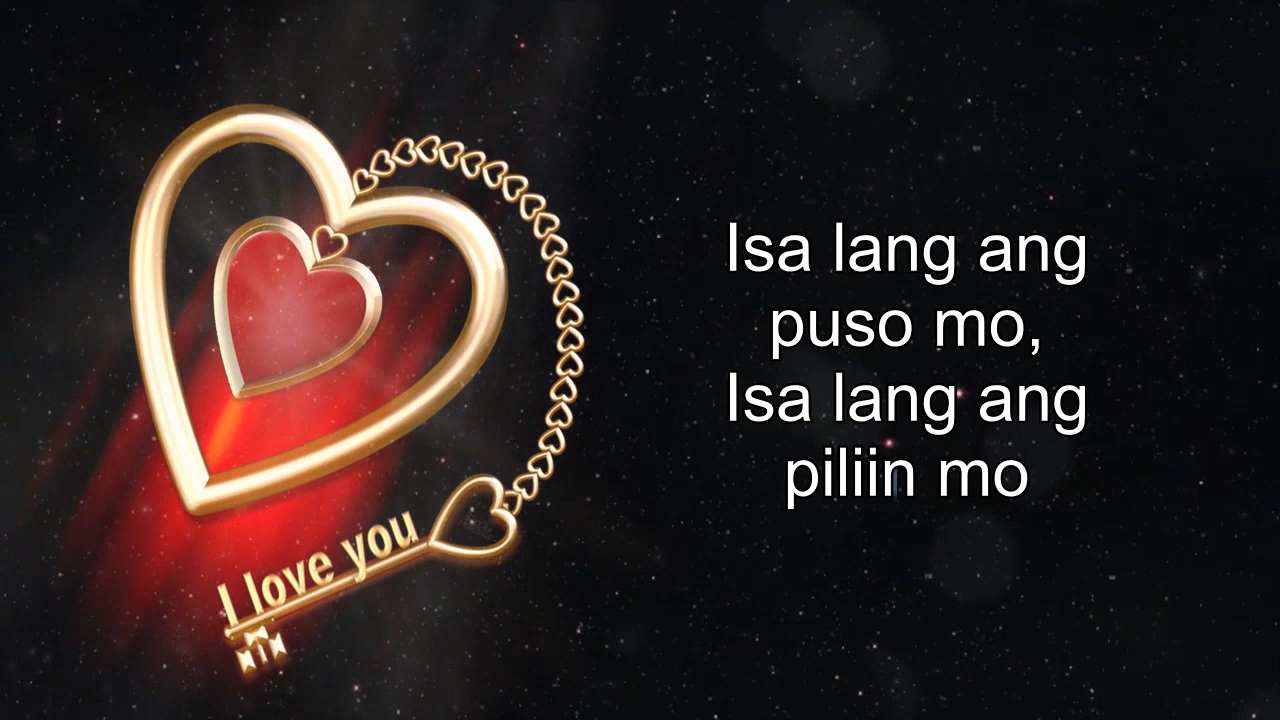 I love you
Isa lang ang
puso mo,
Isa lang ang
piliin mo